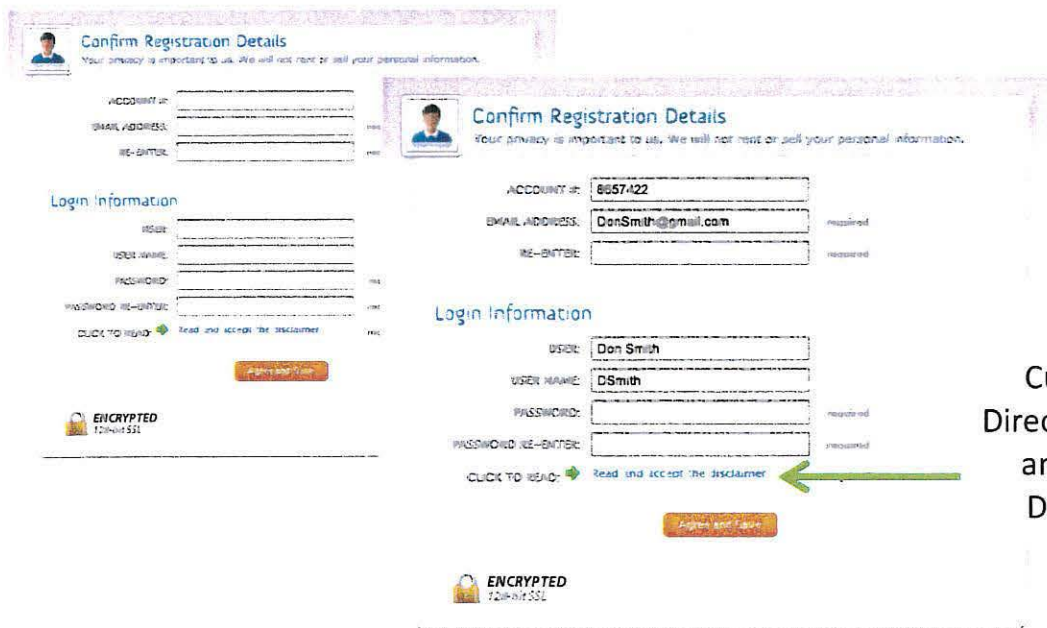 Confirm Registration Details
Your privacy is important to us. We will not rent or sell your personal information.
ACCOUNT #:
EMAIL ADDRESS:
RE-ENTER:
Login Information
USER:
USER NAME:
PASSWORD:
PASSWORD RE-ENTER:
CLICK TO READ: Read and accept the disclaimer
Agree and Save
ENCRYPTED
128-bit SSL
Confirm Registration Details
Your privacy is important to us. We will not rent or sell your personal information.
ACCOUNT #: 8657422
EMAIL ADDRESS: DonSmith@gmail.com required
RE-ENTER: required
Login Information
USER: Don Smith
USER NAME: DSmith
PASSWORD: required
PASSWORD RE-ENTER: required
CLICK TO READ: Read and accept the disclaimer
Agree and Save
ENCRYPTED
128-bit SSL